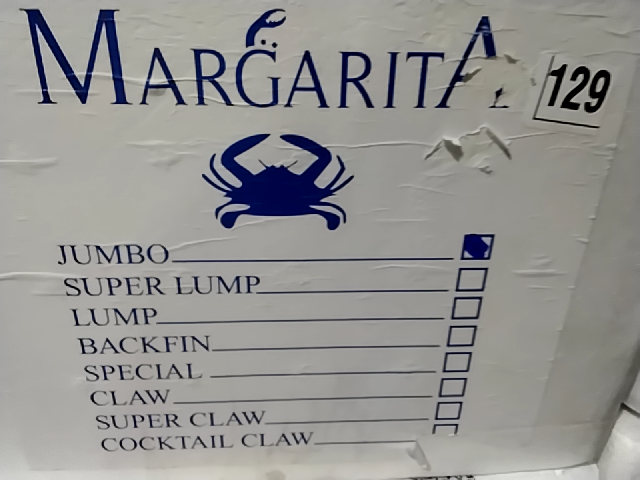 MARGARITA
129
JUMBO
SUPER LUMP
LUMP
BACKFIN
SPECIAL
CLAW
SUPER CLAW
COCKTAIL CLAW